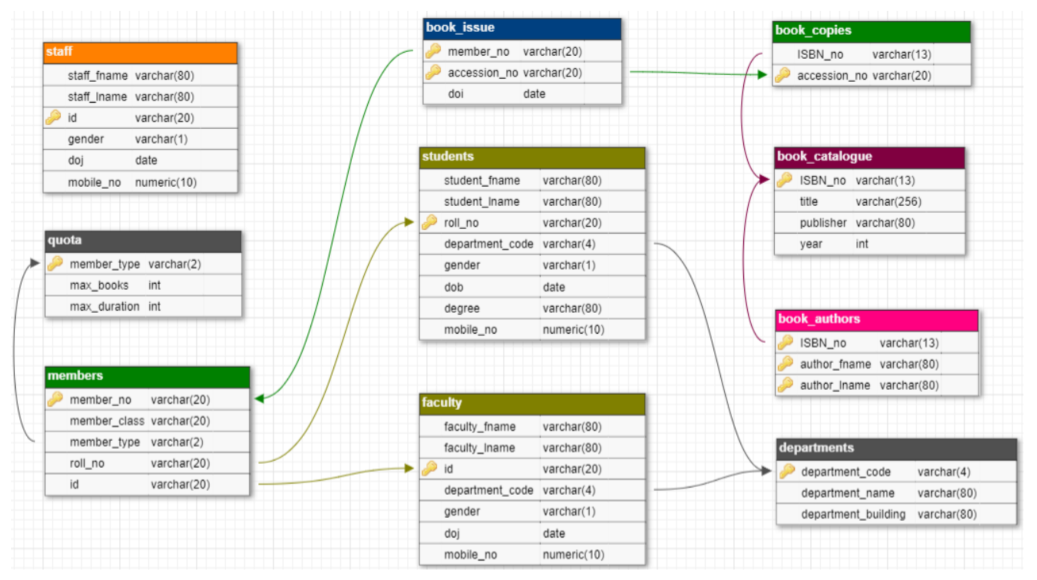 staff
staff_fname varchar(80)
staff_lname varchar(80)
id varchar(20)
gender varchar(1)
doj date
mobile_no numeric(10)
quota
member_type varchar(2)
max_books int
max_duration int
members
member_no varchar(20)
member_class varchar(20)
member_type varchar(2)
roll_no varchar(20)
id varchar(20)
book_issue
member_no varchar(20)
accession_no varchar(20)
doi date
students
student_fname varchar(80)
student_lname varchar(80)
roll_no varchar(20)
department_code varchar(4)
gender varchar(1)
dob date
degree varchar(80)
mobile_no numeric(10)
faculty
faculty_fname varchar(80)
faculty_lname varchar(80)
id varchar(20)
department_code varchar(4)
gender varchar(1)
doj date
mobile_no numeric(10)
book_copies
ISBN_no varchar(13)
accession_no varchar(20)
book_catalogue
ISBN_no varchar(13)
title varchar(256)
publisher varchar(80)
year int
book_authors
ISBN_no varchar(13)
author_fname varchar(80)
author_lname varchar(80)
departments
department_code varchar(4)
department_name varchar(80)
department_building varchar(80)